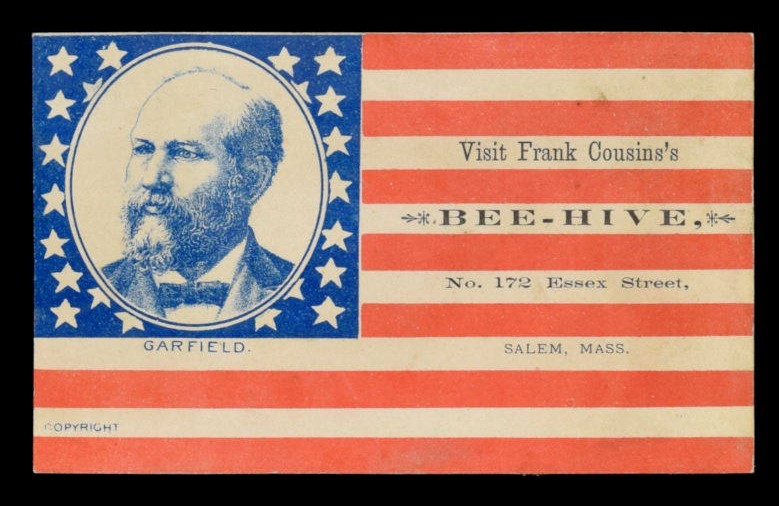 Visit Frank Cousins's
BEE-HIVE,
No. 172 Essex Street,
GARFIELD.
SALEM, MASS.
COPYRIGHT